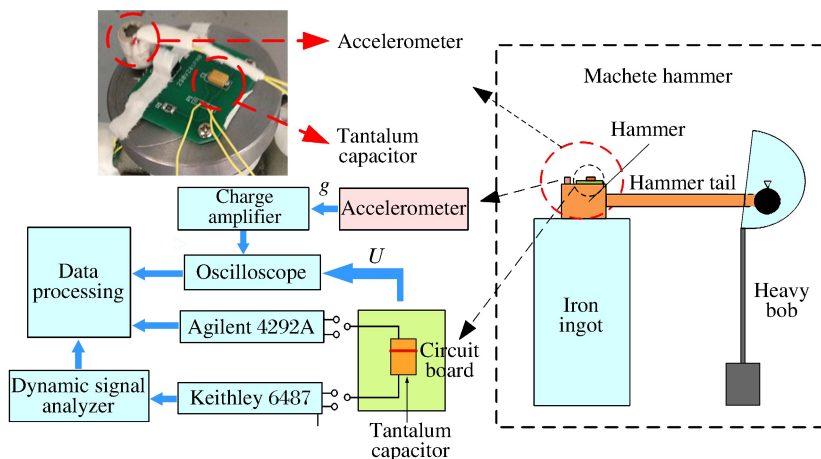 Accelerometer
Tantalum
capacitor
Machete hammer
Hammer
Hammer tail
Iron
ingot
Heavy
bob
Charge
amplifier
g
Accelerometer
Data
processing
Oscilloscope
U
Agilent 4292A
Circuit
board
Dynamic signal
analyzer
Keithley 6487
Tantalum
capacitor